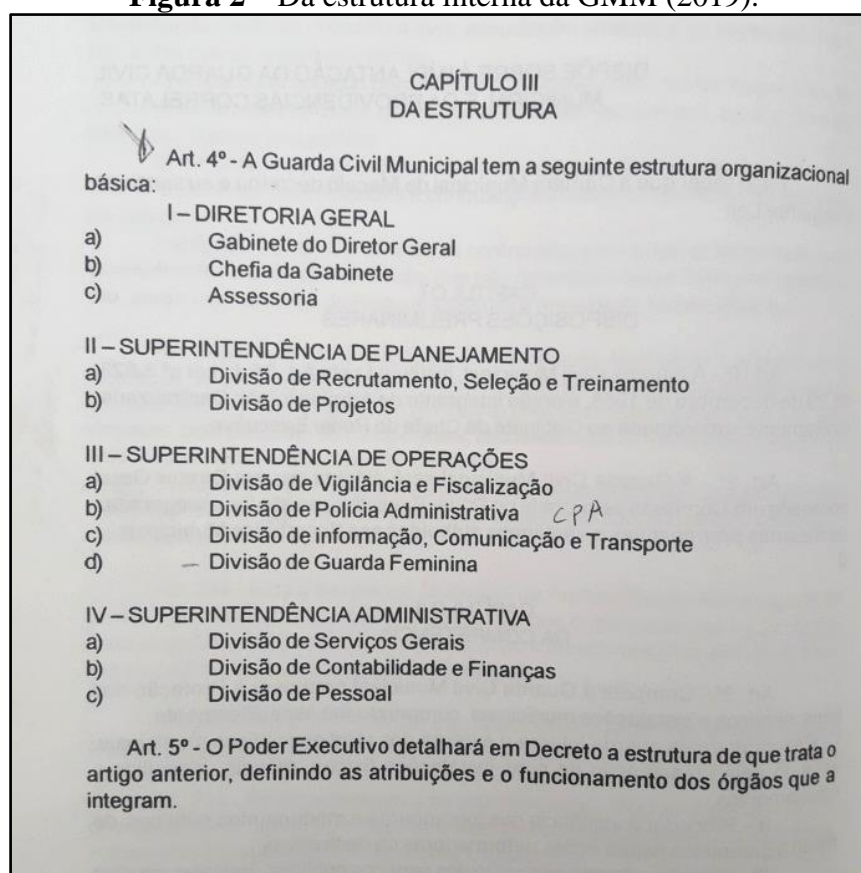 Figura 2 – Da estrutura interna da GMM (2019).
CAPÍTULO III
DA ESTRUTURA
Art. 4º - A Guarda Civil Municipal tem a seguinte estrutura organizacional
básica:
I – DIRETORIA GERAL
a) Gabinete do Diretor Geral
b) Chefia da Gabinete
c) Assessoria
II – SUPERINTENDÊNCIA DE PLANEJAMENTO
a) Divisão de Recrutamento, Seleção e Treinamento
b) Divisão de Projetos
III – SUPERINTENDÊNCIA DE OPERAÇÕES
a) Divisão de Vigilância e Fiscalização
b) Divisão de Polícia Administrativa CPA
c) Divisão de informação, Comunicação e Transporte
d) – Divisão de Guarda Feminina
IV – SUPERINTENDÊNCIA ADMINISTRATIVA
a) Divisão de Serviços Gerais
b) Divisão de Contabilidade e Finanças
c) Divisão de Pessoal
Art. 5º - O Poder Executivo detalhará em Decreto a estrutura de que trata o
artigo anterior, definindo as atribuições e o funcionamento dos órgãos que a
integram.